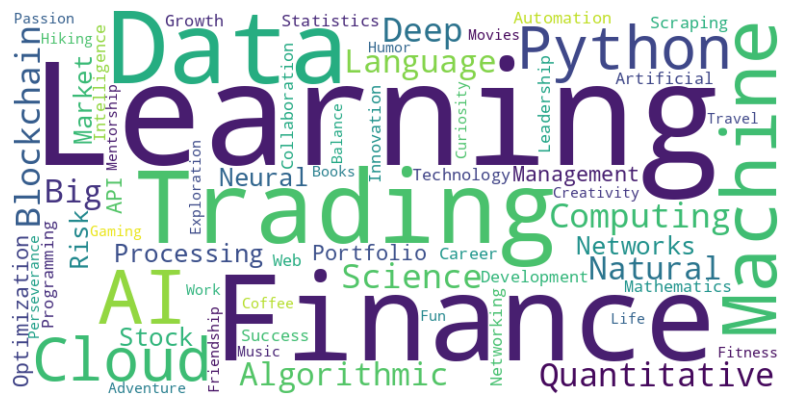 Passion
Growth
Statistics
Data
Deep
Automation
Scraping
Hiking
Humor
Movies
Python
Blockchain
Market
Intelligence
Learning
Language
Artificial
Machine
Mentorship
Collaboration
Balance
Innovation
Curiosity
Leadership
Travel
Big
API
Exploration
Neural
Books
Technology
Management
Creativity
Trading
Risk
Gaming
Programming
Computing
Optimization
Perseverance
Processing
Web
Portfolio
Career
Networks
AI
Work
Coffee
Finance
Science
Development
Natural
Mathematics
Stock
Success
Fun
Life
Cloud
Friendship
Music
Algorithmic
Networking
Quantitative
Fitness
Adventure